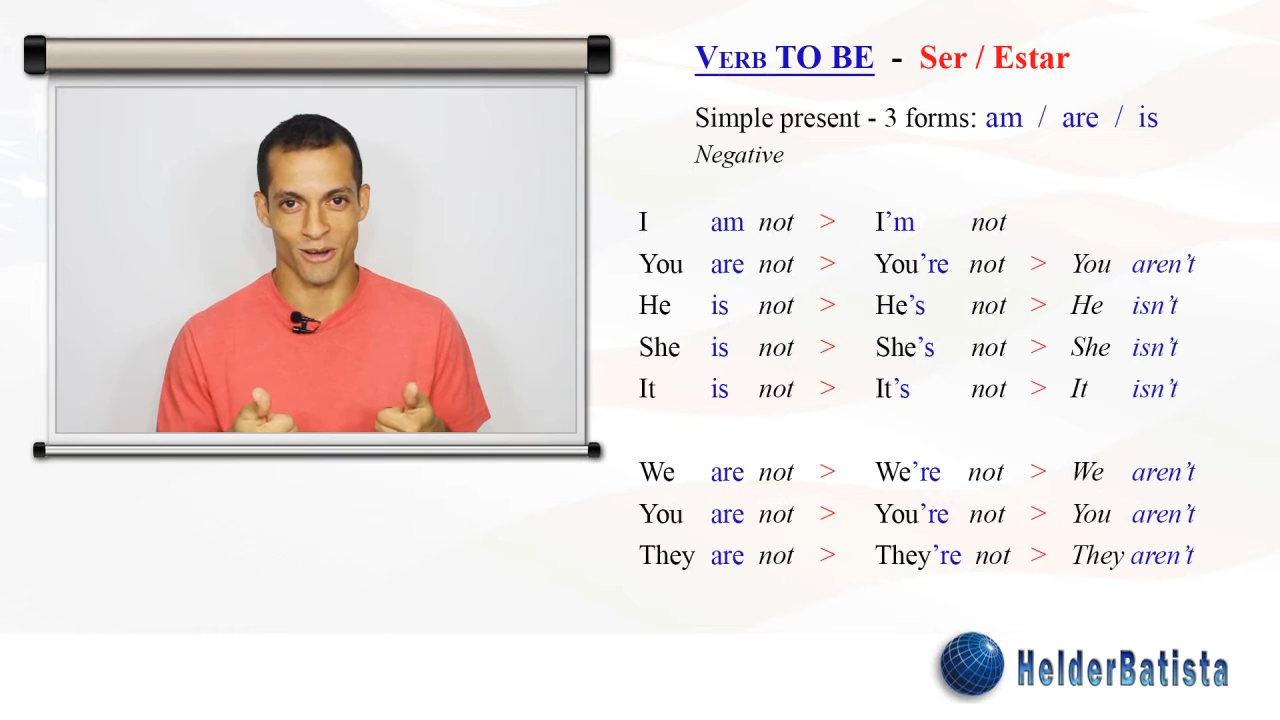 VERB TO BE - Ser / Estar
Simple present - 3 forms: am / are / is
Negative
I am not > I’m not
You are not > You’re not > You aren’t
He is not > He’s not > He isn’t
She is not > She’s not > She isn’t
It is not > It’s not > It isn’t
We are not > We’re not > We aren’t
You are not > You’re not > You aren’t
They are not > They’re not > They aren’t
HelderBatista